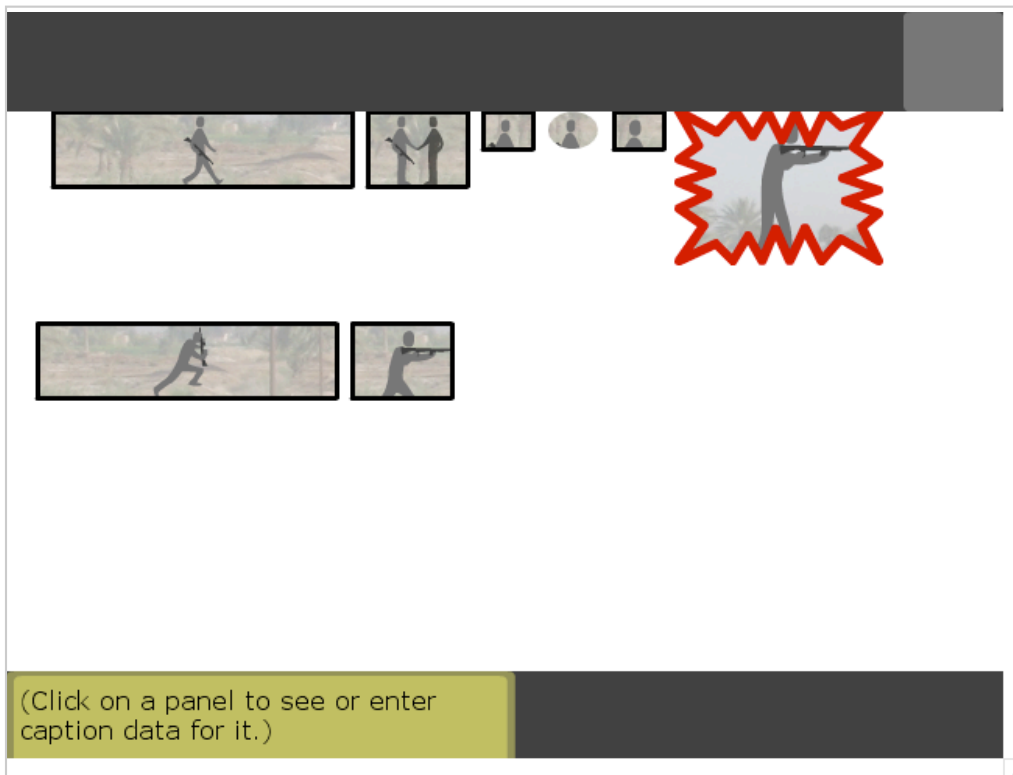 (Click on a panel to see or enter
caption data for it.)